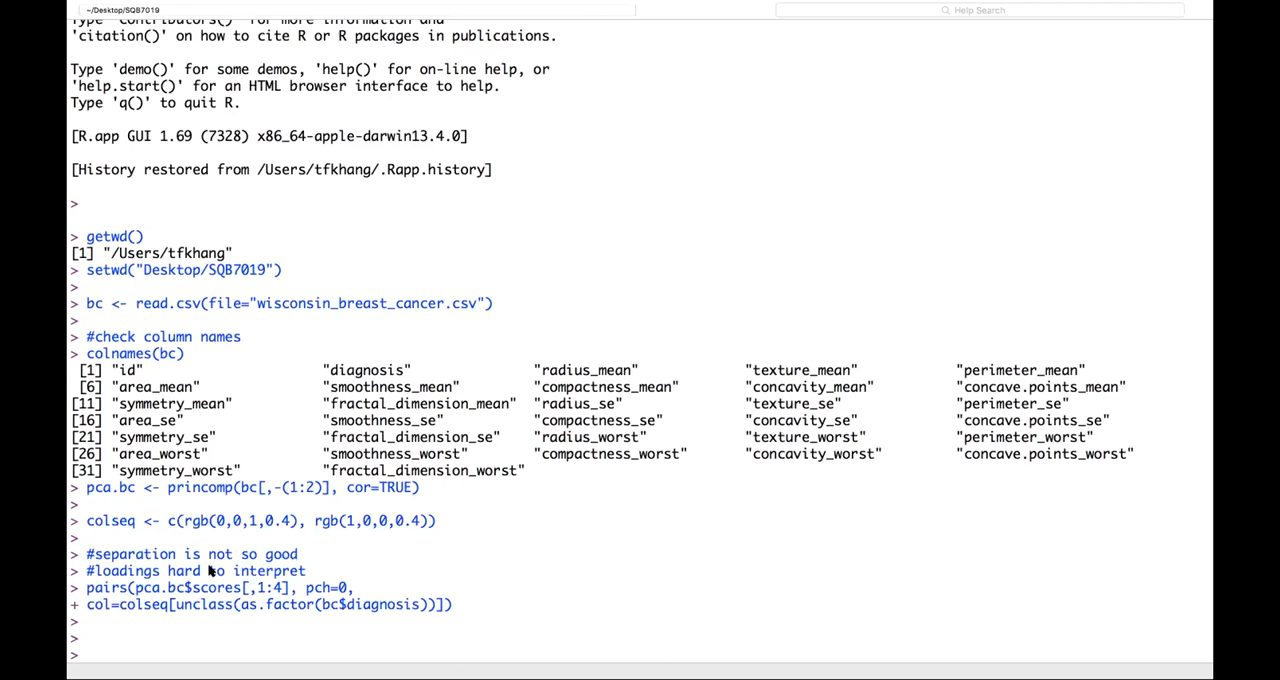 ~/Desktop/SQB7019
Help Search
Type 'contributors()' for more information and
'citation()' on how to cite R or R packages in publications.
Type 'demo()' for some demos, 'help()' for on-line help, or
'help.start()' for an HTML browser interface to help.
Type 'q()' to quit R.
[R.app GUI 1.69 (7328) x86_64-apple-darwin13.4.0]
[History restored from /Users/tfkhang/.Rapp.history]
>
> getwd()
[1] "/Users/tfkhang"
> setwd("Desktop/SQB7019")
>
> bc <- read.csv(file="wisconsin_breast_cancer.csv")
>
> #check column names
> colnames(bc)
[1] "id" "diagnosis" "radius_mean" "texture_mean" "perimeter_mean"
[6] "area_mean" "smoothness_mean" "compactness_mean" "concavity_mean" "concave.points_mean"
[11] "symmetry_mean" "fractal_dimension_mean" "radius_se" "texture_se" "perimeter_se"
[16] "area_se" "smoothness_se" "compactness_se" "concavity_se" "concave.points_se"
[21] "symmetry_se" "fractal_dimension_se" "radius_worst" "texture_worst" "perimeter_worst"
[26] "area_worst" "smoothness_worst" "compactness_worst" "concavity_worst" "concave.points_worst"
[31] "symmetry_worst" "fractal_dimension_worst"
> pca.bc <- princomp(bc[,-(1:2)], cor=TRUE)
>
> colseq <- c(rgb(0,0,1,0.4), rgb(1,0,0,0.4))
>
> #separation is not so good
> #loadings hard to interpret
> pairs(pca.bc$scores[,1:4], pch=0,
+ col=colseq[unclass(as.factor(bc$diagnosis))])
>
>
>